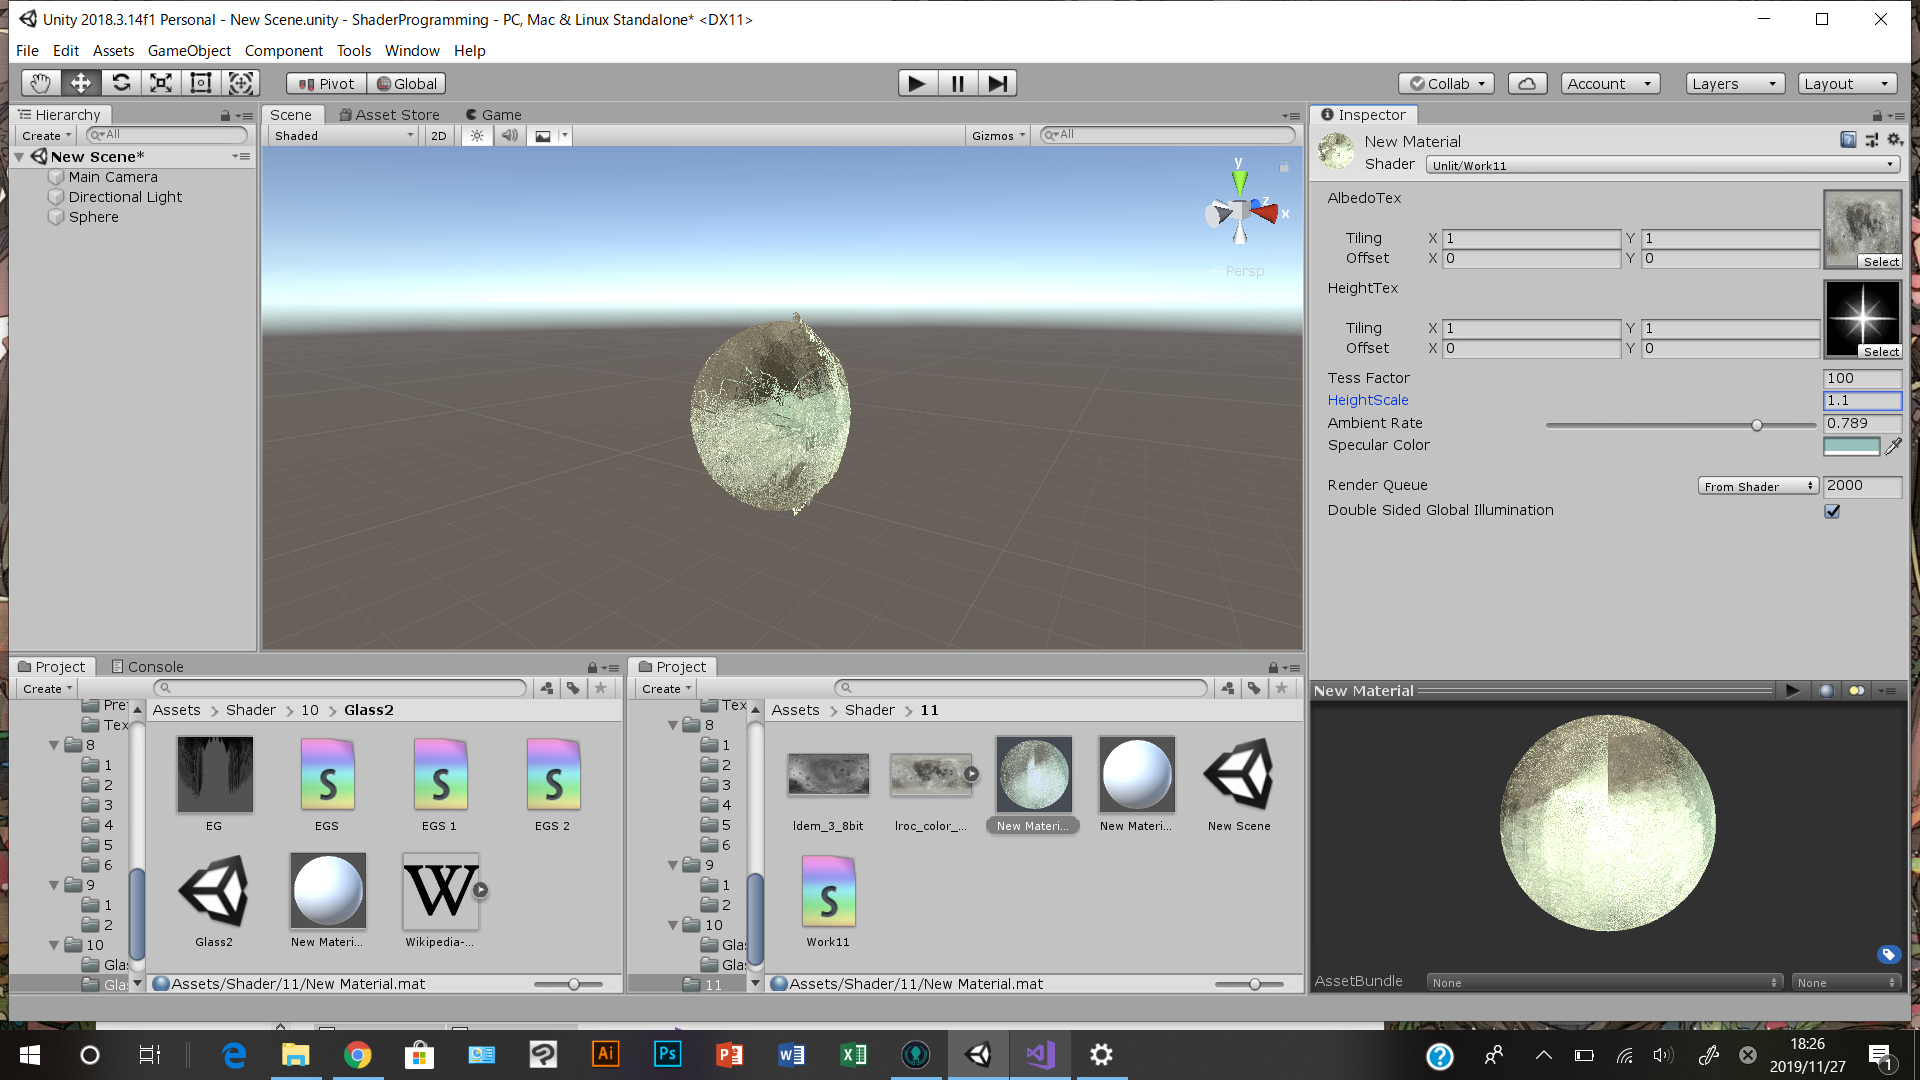 Unity 2018.3.14f1 Personal - New Scene.unity - ShaderProgramming - PC, Mac & Linux Standalone* <DX11>
File Edit Assets GameObject Component Tools Window Help
Pivot Global Collab Account Layers Layout
Hierarchy
Create All
New Scene*
Main Camera
Directional Light
Sphere
Scene Asset Store Game
Shaded 2D Gizmos All
y
z
x
Persp
Inspector
New Material
Shader Unlit/Work11
AlbedoTex
Tiling X 1 Y 1
Offset X 0 Y 0
Select
HeightTex
Tiling X 1 Y 1
Offset X 0 Y 0
Select
Tess Factor 100
HeightScale 1.1
Ambient Rate 0.789
Specular Color
Render Queue From Shader 2000
Double Sided Global Illumination
Project Console
Create
Tex
8
1
2
3
4
5
6
9
1
2
10
Gla
Gla
Assets Shader 10 Glass2
EG EGS EGS 1 EGS 2
W
Glass2 New Materi... Wikipedia-...
Assets/Shader/11/New Material.mat
Project
Create
Tex
8
1
2
3
4
5
6
9
1
2
10
Gla
Gla
11
Assets Shader 11
ldem_3_8bit lroc_color_... New Materi... New Materi... New Scene
Work11
Assets/Shader/11/New Material.mat
New Material
AssetBundle None None
18:26
2019/11/27
1